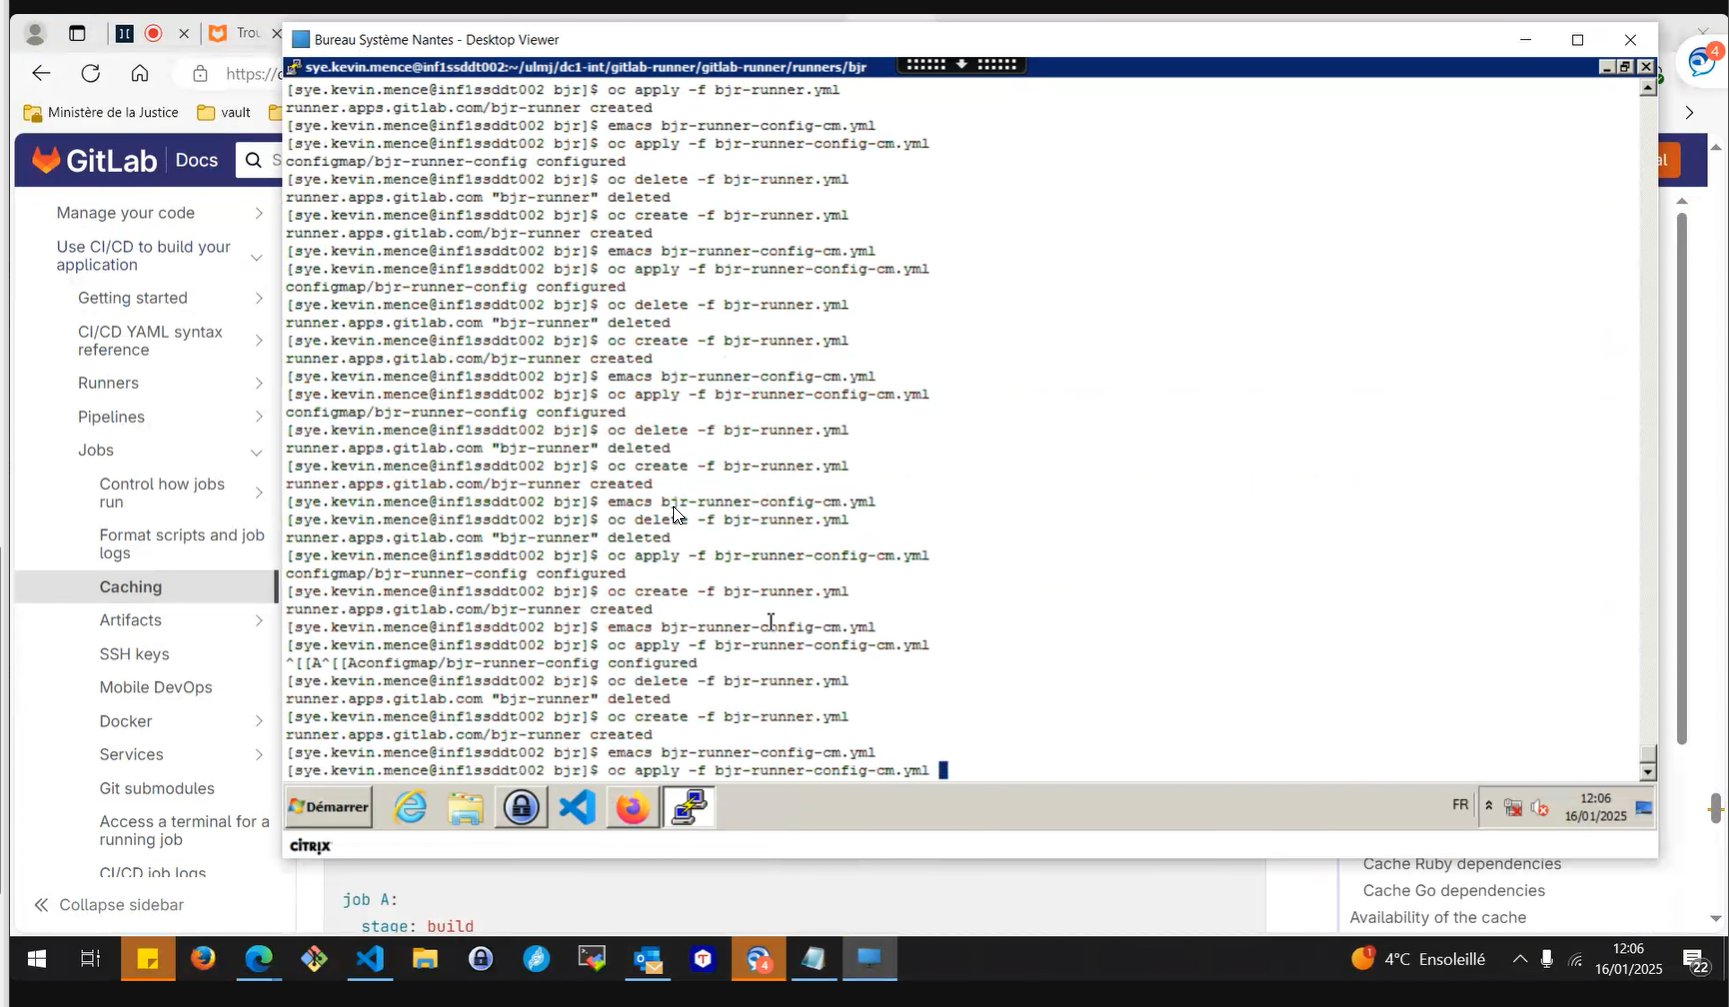 Bureau Système Nantes - Desktop Viewer
Trou
4
https://
sye.kevin.mence@inf1ssddt002:~/ulmj/dc1-int/gitlab-runner/gitlab-runner/runners/bjr
Ministère de la Justice
vault
GitLab Docs
S
al
Manage your code
Use CI/CD to build your
application
Getting started
CI/CD YAML syntax
reference
Runners
Pipelines
Jobs
Control how jobs
run
Format scripts and job
logs
Caching
Artifacts
SSH keys
Mobile DevOps
Docker
Services
Git submodules
Access a terminal for a
running job
CI/CD job logs
Collapse sidebar
[sye.kevin.mence@inf1ssddt002 bjr]$ oc apply -f bjr-runner.yml
runner.apps.gitlab.com/bjr-runner created
[sye.kevin.mence@inf1ssddt002 bjr]$ emacs bjr-runner-config-cm.yml
[sye.kevin.mence@inf1ssddt002 bjr]$ oc apply -f bjr-runner-config-cm.yml
configmap/bjr-runner-config configured
[sye.kevin.mence@inf1ssddt002 bjr]$ oc delete -f bjr-runner.yml
runner.apps.gitlab.com "bjr-runner" deleted
[sye.kevin.mence@inf1ssddt002 bjr]$ oc create -f bjr-runner.yml
runner.apps.gitlab.com/bjr-runner created
[sye.kevin.mence@inf1ssddt002 bjr]$ emacs bjr-runner-config-cm.yml
[sye.kevin.mence@inf1ssddt002 bjr]$ oc apply -f bjr-runner-config-cm.yml
configmap/bjr-runner-config configured
[sye.kevin.mence@inf1ssddt002 bjr]$ oc delete -f bjr-runner.yml
runner.apps.gitlab.com "bjr-runner" deleted
[sye.kevin.mence@inf1ssddt002 bjr]$ oc create -f bjr-runner.yml
runner.apps.gitlab.com/bjr-runner created
[sye.kevin.mence@inf1ssddt002 bjr]$ emacs bjr-runner-config-cm.yml
[sye.kevin.mence@inf1ssddt002 bjr]$ oc apply -f bjr-runner-config-cm.yml
configmap/bjr-runner-config configured
[sye.kevin.mence@inf1ssddt002 bjr]$ oc delete -f bjr-runner.yml
runner.apps.gitlab.com "bjr-runner" deleted
[sye.kevin.mence@inf1ssddt002 bjr]$ oc create -f bjr-runner.yml
runner.apps.gitlab.com/bjr-runner created
[sye.kevin.mence@inf1ssddt002 bjr]$ emacs bjr-runner-config-cm.yml
[sye.kevin.mence@inf1ssddt002 bjr]$ oc delete -f bjr-runner.yml
runner.apps.gitlab.com "bjr-runner" deleted
[sye.kevin.mence@inf1ssddt002 bjr]$ oc apply -f bjr-runner-config-cm.yml
configmap/bjr-runner-config configured
[sye.kevin.mence@inf1ssddt002 bjr]$ oc create -f bjr-runner.yml
runner.apps.gitlab.com/bjr-runner created
[sye.kevin.mence@inf1ssddt002 bjr]$ emacs bjr-runner-config-cm.yml
[sye.kevin.mence@inf1ssddt002 bjr]$ oc apply -f bjr-runner-config-cm.yml
^[[A^[[Aconfigmap/bjr-runner-config configured
[sye.kevin.mence@inf1ssddt002 bjr]$ oc delete -f bjr-runner.yml
runner.apps.gitlab.com "bjr-runner" deleted
[sye.kevin.mence@inf1ssddt002 bjr]$ oc create -f bjr-runner.yml
runner.apps.gitlab.com/bjr-runner created
[sye.kevin.mence@inf1ssddt002 bjr]$ emacs bjr-runner-config-cm.yml
[sye.kevin.mence@inf1ssddt002 bjr]$ oc apply -f bjr-runner-config-cm.yml
Démarrer
FR
12:06
16/01/2025
citrix
job A:
stage: build
Cache Ruby dependencies
Cache Go dependencies
Availability of the cache
4
1
4°C Ensoleillé
12:06
16/01/2025
22